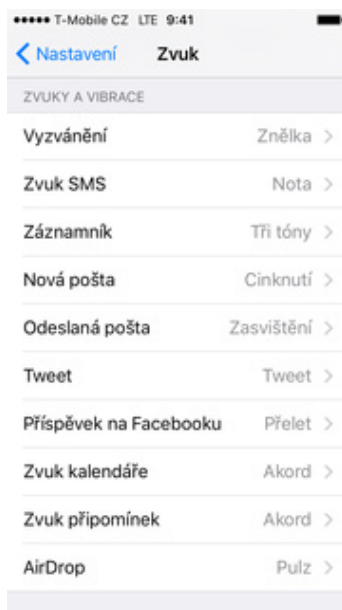 T-Mobile CZ LTE 9:41
Nastavení Zvuk
ZVUKY A VIBRACE
Vyzvánění Znělka
Zvuk SMS Nota
Záznamník Tři tóny
Nová pošta Cinknutí
Odeslaná pošta Zasvištění
Tweet Tweet
Příspěvek na Facebooku Přelet
Zvuk kalendáře Akord
Zvuk připomínek Akord
AirDrop Pulz